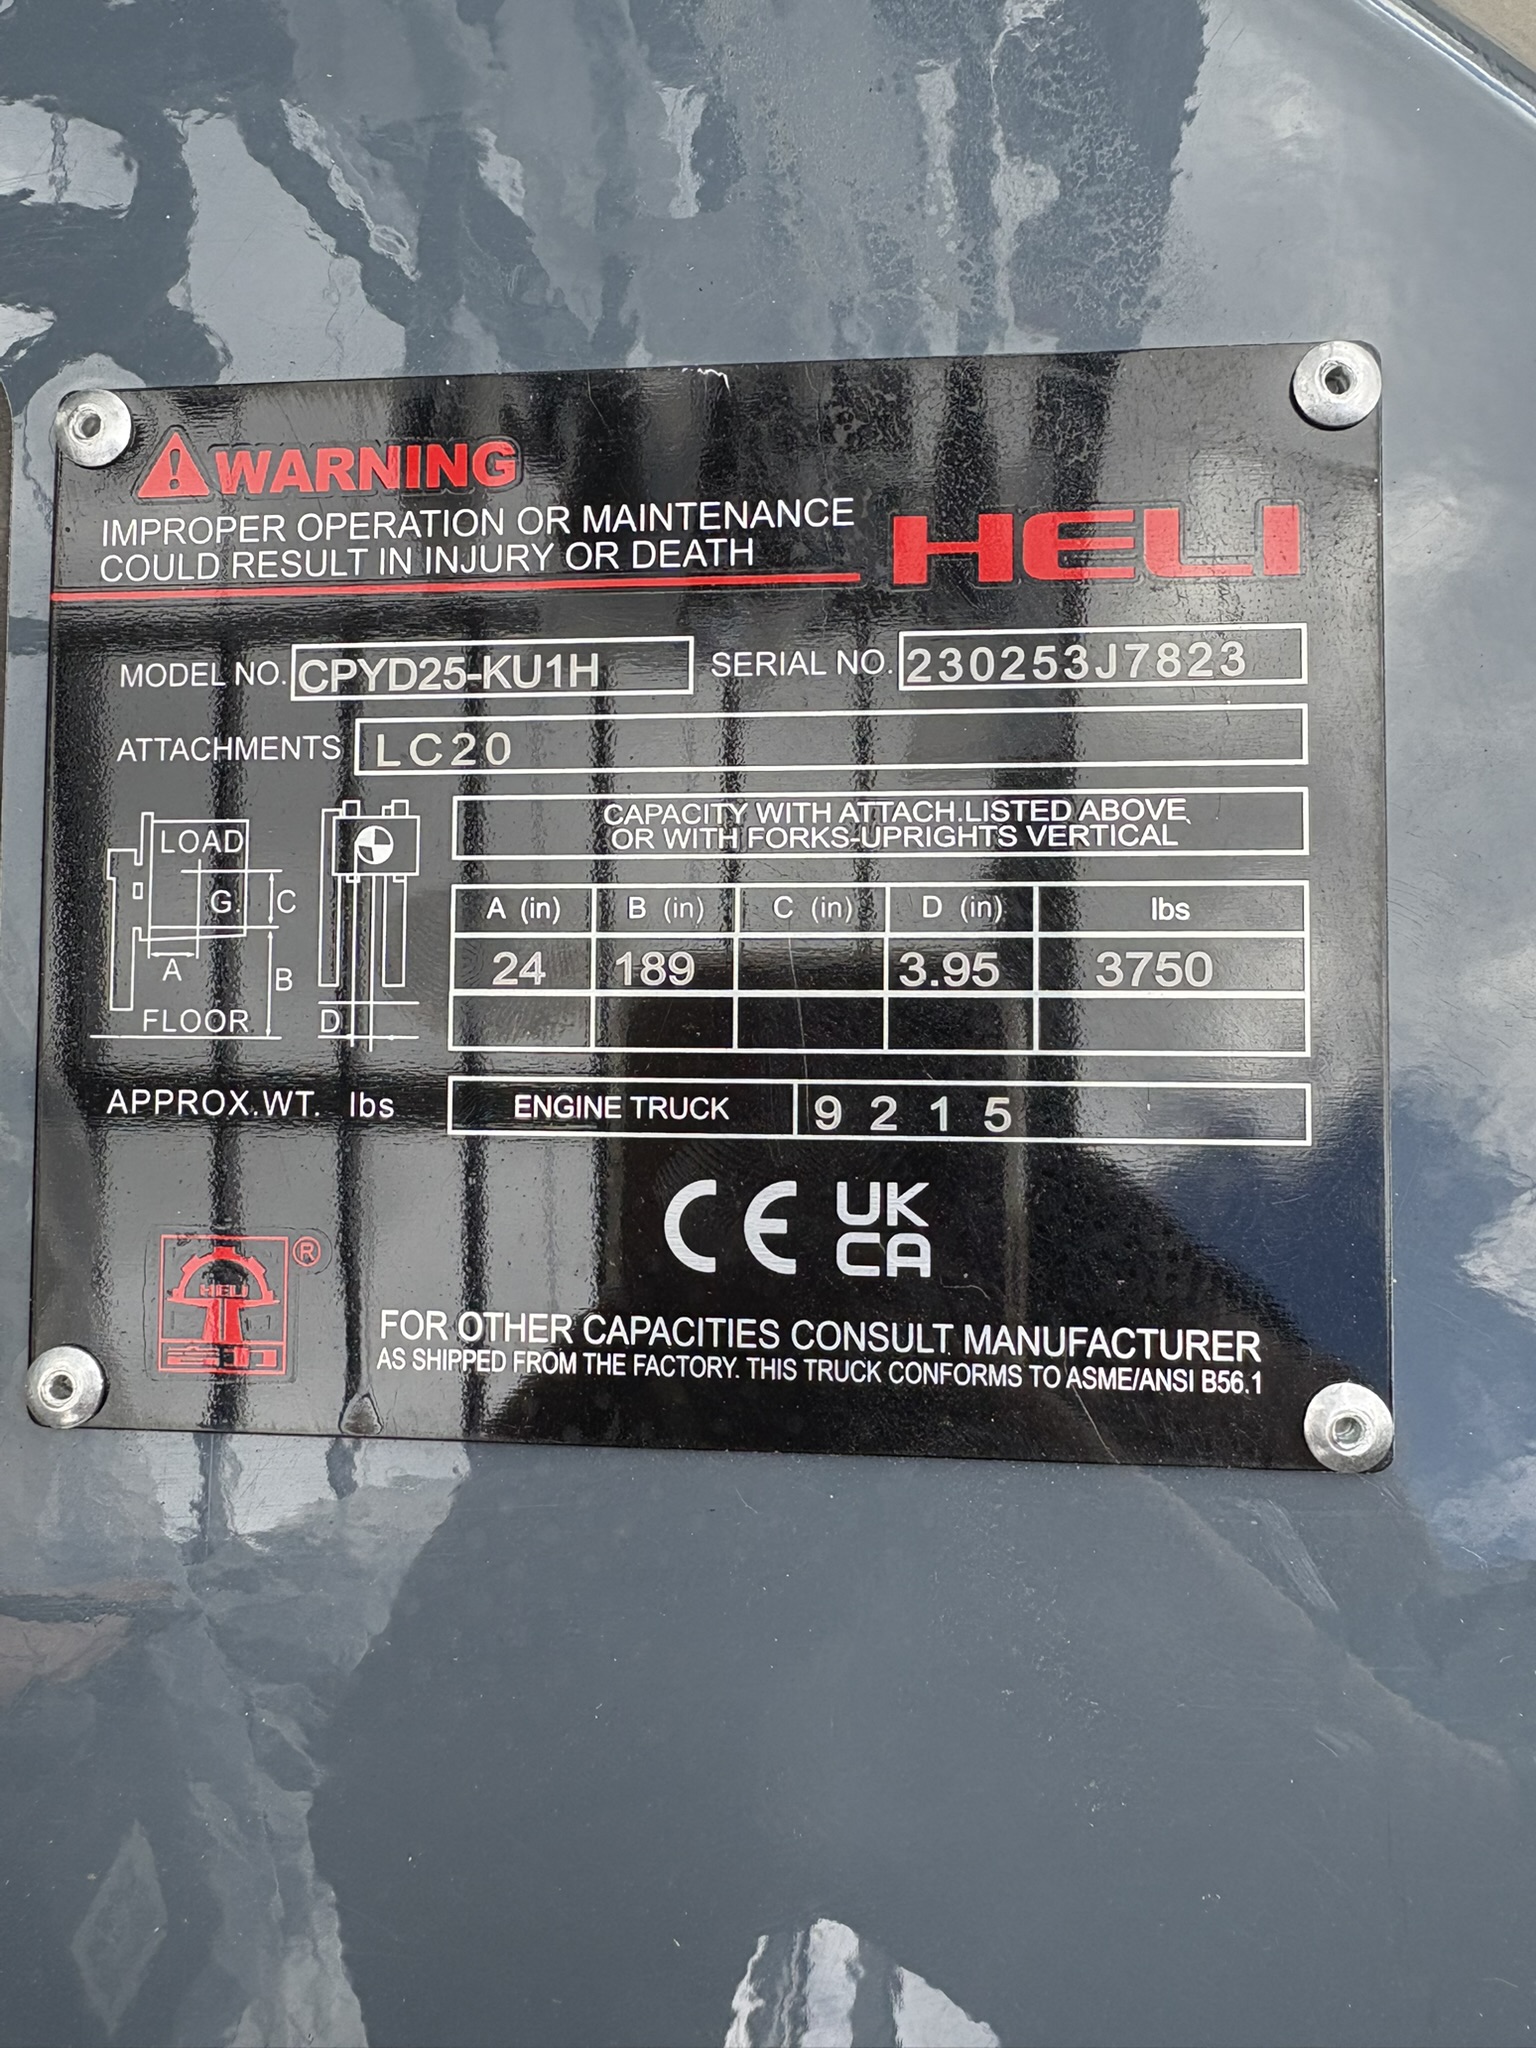 WARNING
IMPROPER OPERATION OR MAINTENANCE
COULD RESULT IN INJURY OR DEATH
HELI
MODEL NO. CPYD25-KU1H SERIAL NO. 230253J7823
ATTACHMENTS LC20
CAPACITY WITH ATTACH.LISTED ABOVE
OR WITH FORKS-UPRIGHTS VERTICAL
LOAD
G.
C
A
B
FLOOR
D
A (in) B (in) C (in) D (in) lbs
24 189 3.95 3750
APPROX.WT. lbs ENGINE TRUCK 9215
CE UK
CA
HELI ®
FOR OTHER CAPACITIES CONSULT MANUFACTURER
AS SHIPPED FROM THE FACTORY. THIS TRUCK CONFORMS TO ASME/ANSI B56.1